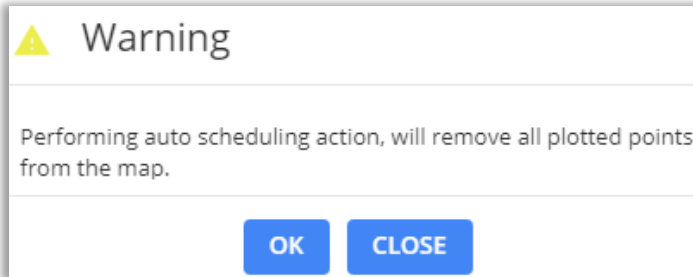 Warning
Performing auto scheduling action, will remove all plotted points
from the map.
OK CLOSE